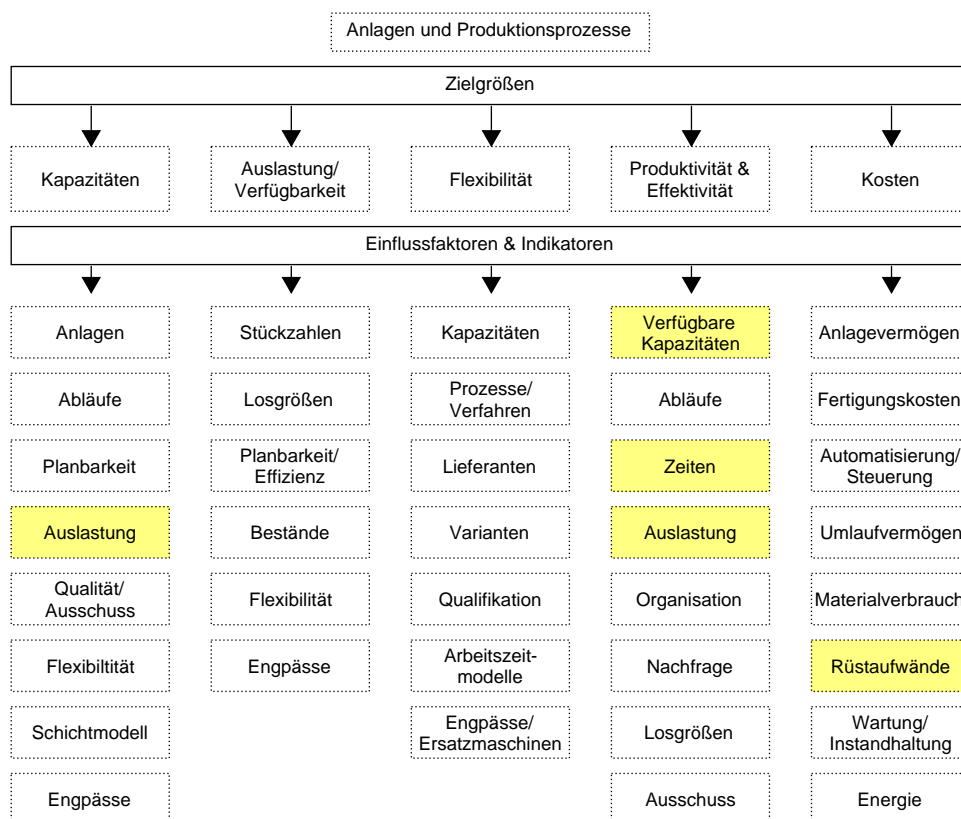 Anlagen und Produktionsprozesse
Zielgrößen
Kapazitäten
Auslastung/
Verfügbarkeit
Flexibilität
Produktivität &
Effektivität
Kosten
Einflussfaktoren & Indikatoren
Anlagen
Abläufe
Planbarkeit
Auslastung
Qualität/
Ausschuss
Flexibiltität
Schichtmodell
Engpässe
Stückzahlen
Losgrößen
Planbarkeit/
Effizienz
Bestände
Flexibilität
Engpässe
Kapazitäten
Prozesse/
Verfahren
Lieferanten
Varianten
Qualifikation
Arbeitszeit-
modelle
Engpässe/
Ersatzmaschinen
Verfügbare
Kapazitäten
Abläufe
Zeiten
Auslastung
Organisation
Nachfrage
Losgrößen
Ausschuss
Anlagevermögen
Fertigungskosten
Automatisierung/
Steuerung
Umlaufvermögen
Materialverbrauch
Rüstaufwände
Wartung/
Instandhaltung
Energie